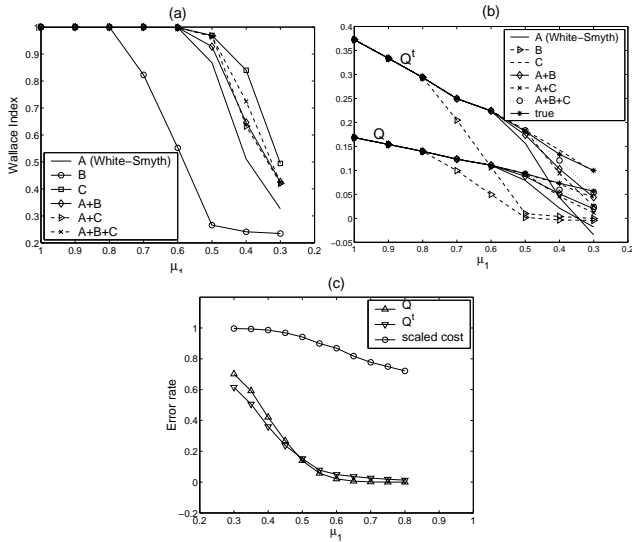 (a)
1
0.9
0.8
0.7
0.6
0.5
0.4
0.3
0.2
Wallace Index
A (White−Smyth)
B
C
A+B
A+C
A+B+C
1 0.9 0.8 0.7 0.6 0.5 0.4 0.3 0.2
μ1
(b)
0.4
0.35
0.3
0.25
0.2
0.15
0.1
0.05
0
−0.05
Qt
Q
A (White−Smyth)
B
C
A+B
A+C
A+B+C
true
1 0.9 0.8 0.7 0.6 0.5 0.4 0.3 0.2
μ1
(c)
1.2
1
0.8
0.6
0.4
0.2
0
−0.2
Error rate
Q
Qt
scaled cost
0.2 0.3 0.4 0.5 0.6 0.7 0.8 0.9 1
μ1